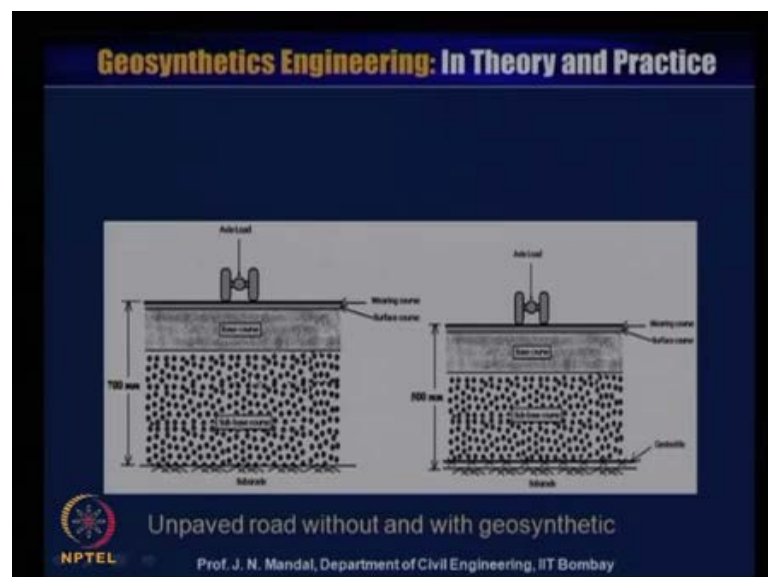 Geosynthetics Engineering: In Theory and Practice
Axle Load
Wearing course
Surface course
Base course
700 mm
Sub-base course
Subgrade
Axle Load
Wearing course
Surface course
Base course
500 mm
Sub-base course
Geotextile
Subgrade
Unpaved road without and with geosynthetic
NPTEL
Prof. J. N. Mandal, Department of Civil Engineering, IIT Bombay